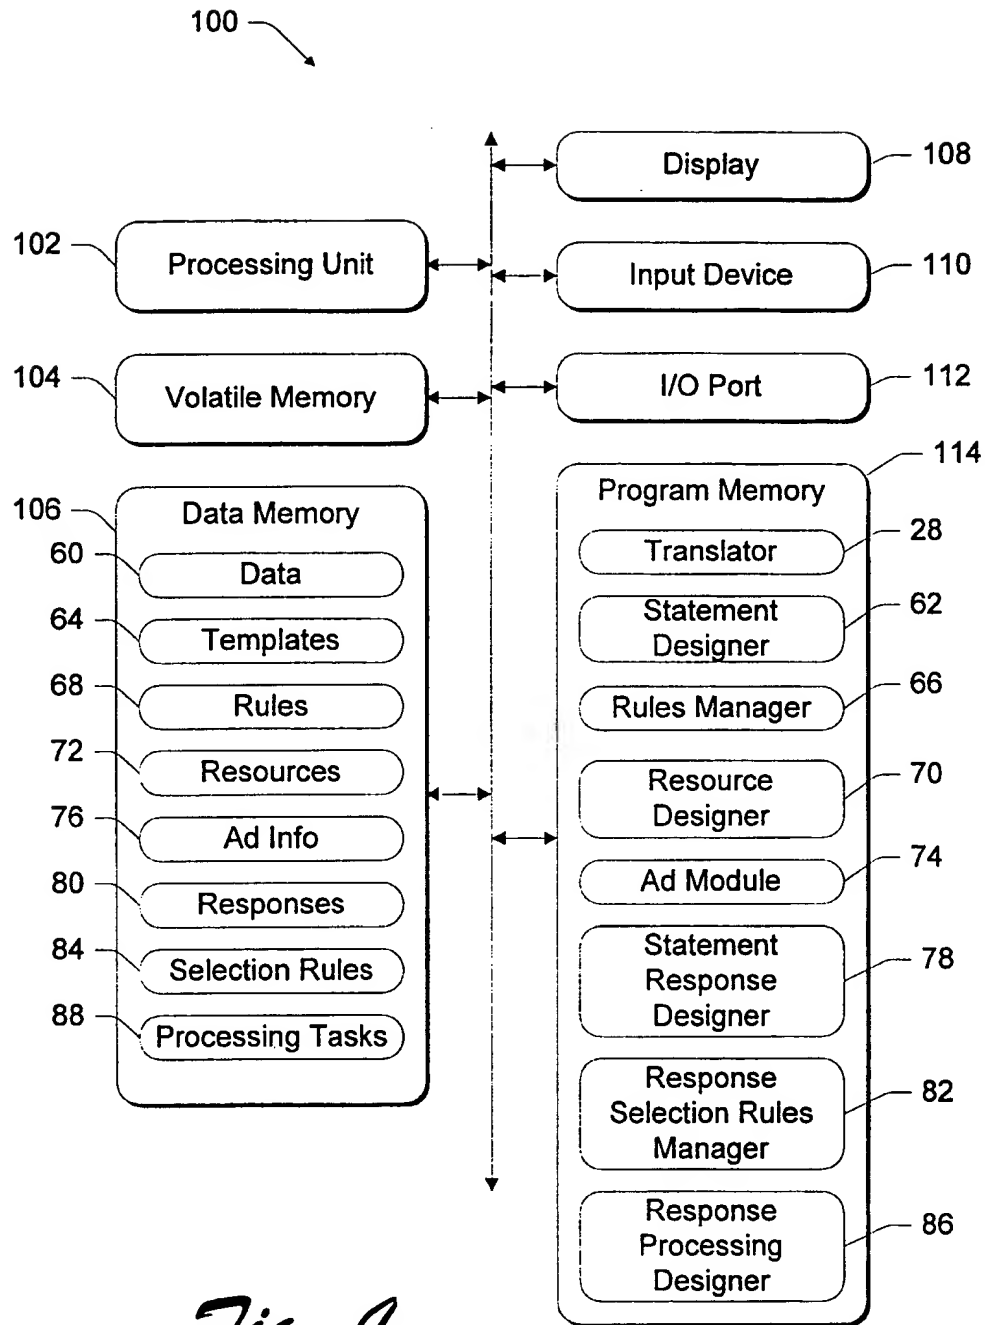 100
Display
108
102
Processing Unit
Input Device
110
104
Volatile Memory
I/O Port
112
106
Data Memory
60
Data
64
Templates
68
Rules
72
Resources
76
Ad Info
80
Responses
84
Selection Rules
88
Processing Tasks
114
Program Memory
Translator
28
Statement
Designer
62
Rules Manager
66
Resource
Designer
70
Ad Module
74
Statement
Response
Designer
78
Response
Selection Rules
Manager
82
Response
Processing
Designer
86